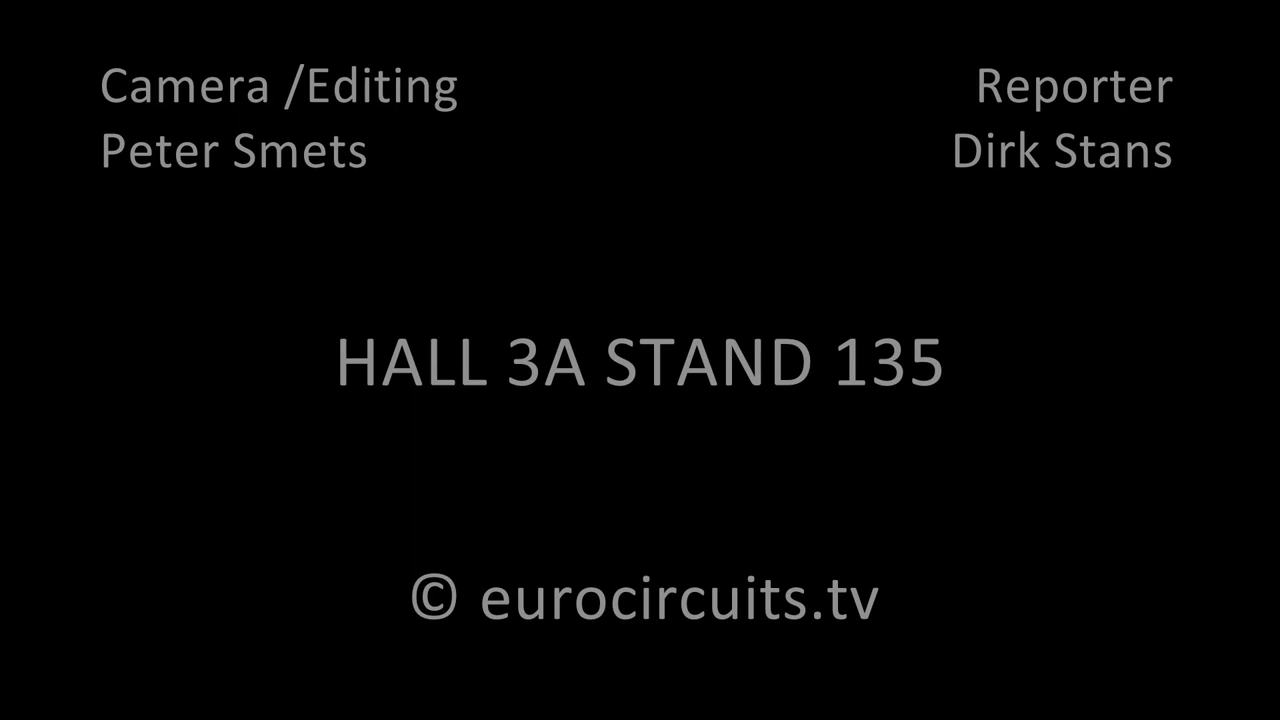 Camera /Editing
Peter Smets
Reporter
Dirk Stans
HALL 3A STAND 135
© eurocircuits.tv